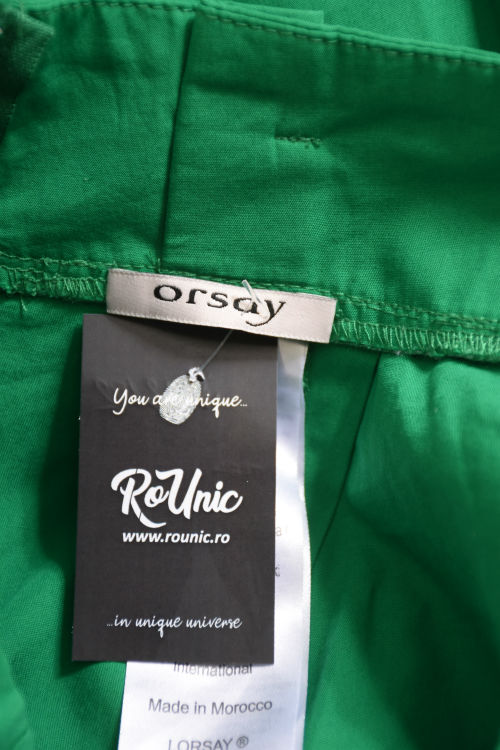 orsay
You are unique...
RoUnic
www.rounic.ro
...in unique universe
International
Made in Morocco
LORSAY ®